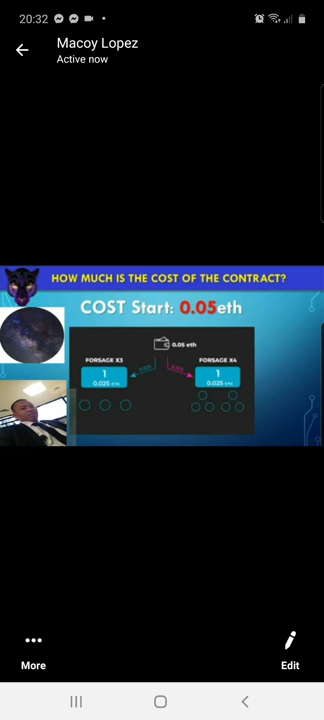 20:32
Macoy Lopez
Active now
HOW MUCH IS THE COST OF THE CONTRACT?
COST Start: 0.05eth
0.05 eth
FORSAGE X3
FORSAGE X4
1
0.025 ETH
1
0.025 ETH
More
Edit